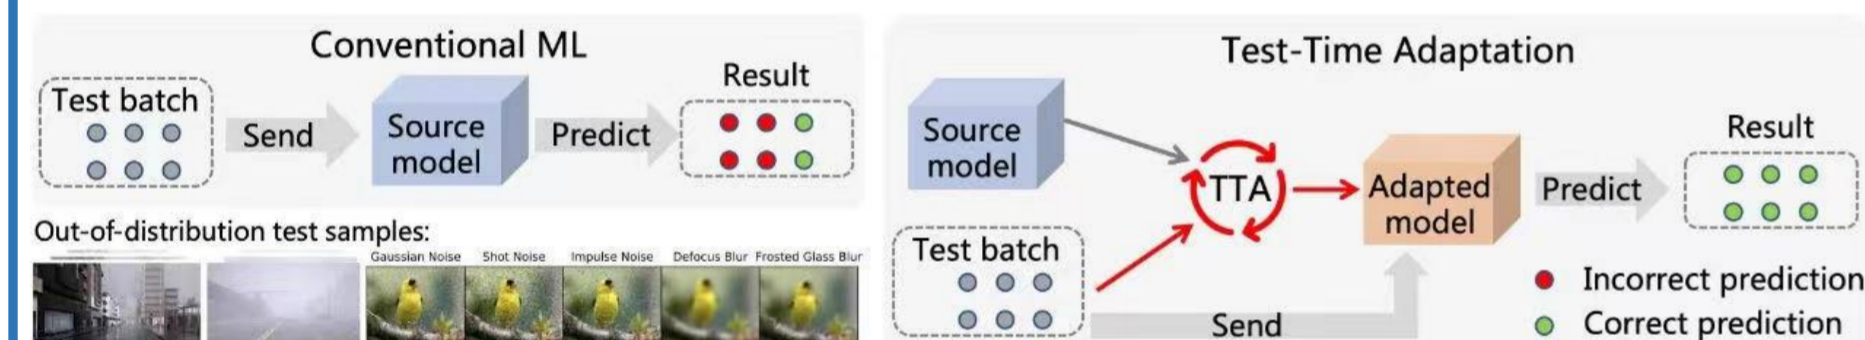 Conventional ML
Test batch
Send
Source
model
Predict
Result
Out-of-distribution test samples:
Gaussian Noise
Shot Noise
Impulse Noise
Defocus Blur
Frosted Glass Blur
Test-Time Adaptation
Source
model
TTA
Adapted
model
Predict
Result
Test batch
Send
Incorrect prediction
Correct prediction